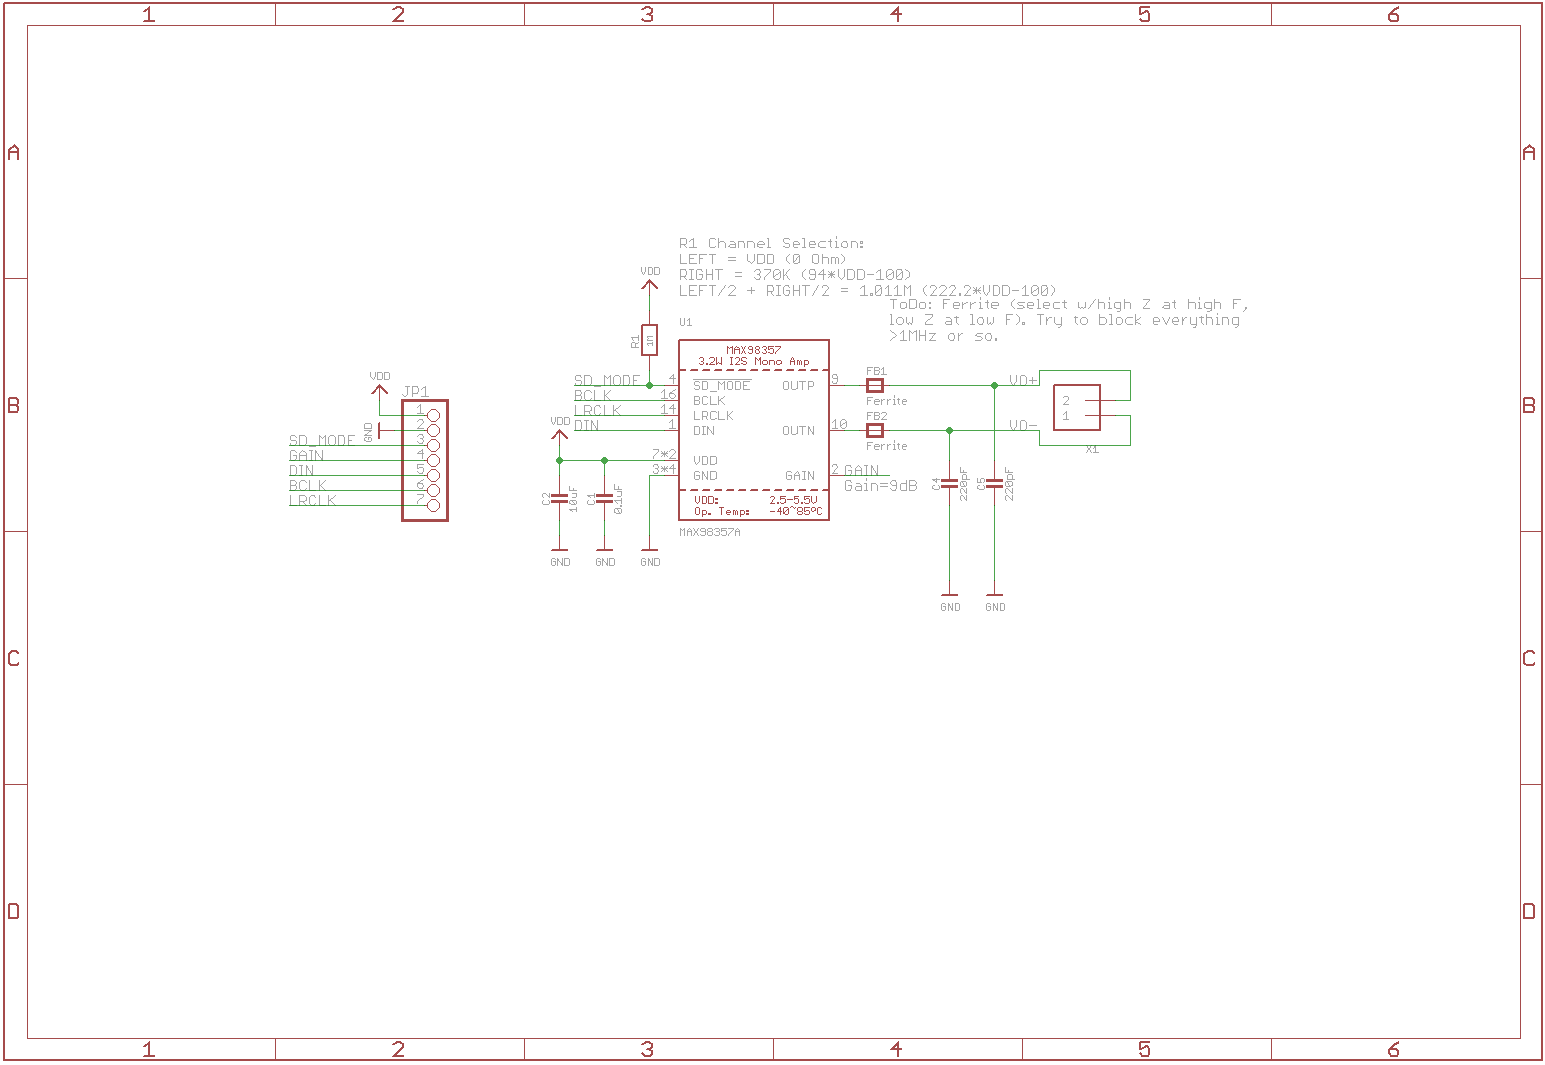 1 2 3 4 5 6
A A
B B
C C
D D
R1 Channel Selection:
LEFT = VDD (0 Ohm)
RIGHT = 370K (94*VDD-100)
LEFT/2 + RIGHT/2 = 1.011M (222.2*VDD-100)
ToDo: Ferrite (select w/high Z at high F,
low Z at low F). Try to block everything
>1MHz or so.
VDD
R1
1M
U1
MAX98357
3.2W I2S Mono Amp
SD_MODE 4 SD_MODE OUTP 9
BCLK 16 BCLK
LRCLK 14 LRCLK
DIN 1 DIN OUTN 10
7*2 VDD
3*4 GND GAIN 2 GAIN
Gain=9dB
VDD: 2.5-5.5V
Op. Temp: -40~85ºC
MAX98357A
VDD
C2
10uF
C1
0.1uF
GND GND GND
FB1
Ferrite
FB2
Ferrite
VO+
VO-
2
1
X1
C4
220pF
C5
220pF
GND GND
VDD
JP1
1
GND 2
SD_MODE 3
GAIN 4
DIN 5
BCLK 6
LRCLK 7
1 2 3 4 5 6